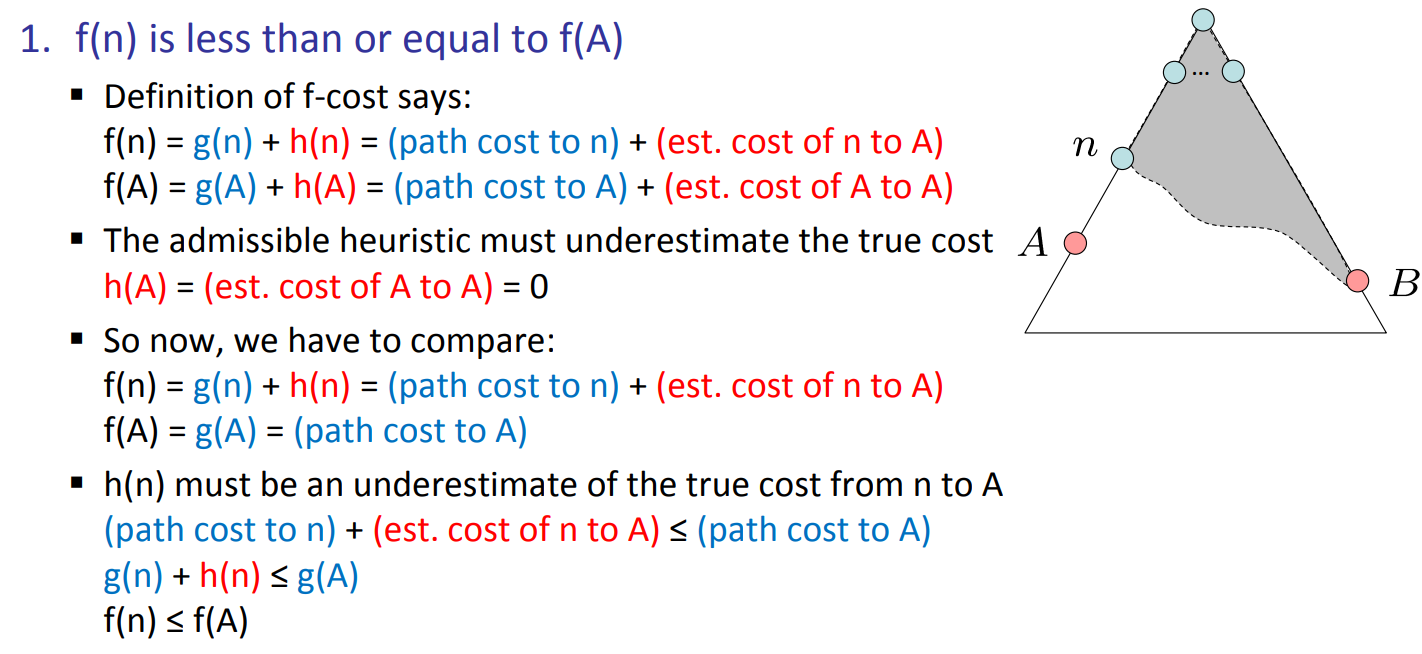 1. f(n) is less than or equal to f(A)
▪ Definition of f-cost says:
f(n) = g(n) + h(n) = (path cost to n) + (est. cost of n to A)
f(A) = g(A) + h(A) = (path cost to A) + (est. cost of A to A)
▪ The admissible heuristic must underestimate the true cost
h(A) = (est. cost of A to A) = 0
▪ So now, we have to compare:
f(n) = g(n) + h(n) = (path cost to n) + (est. cost of n to A)
f(A) = g(A) = (path cost to A)
▪ h(n) must be an underestimate of the true cost from n to A
(path cost to n) + (est. cost of n to A) ≤ (path cost to A)
g(n) + h(n) ≤ g(A)
f(n) ≤ f(A)
...
n
A
B